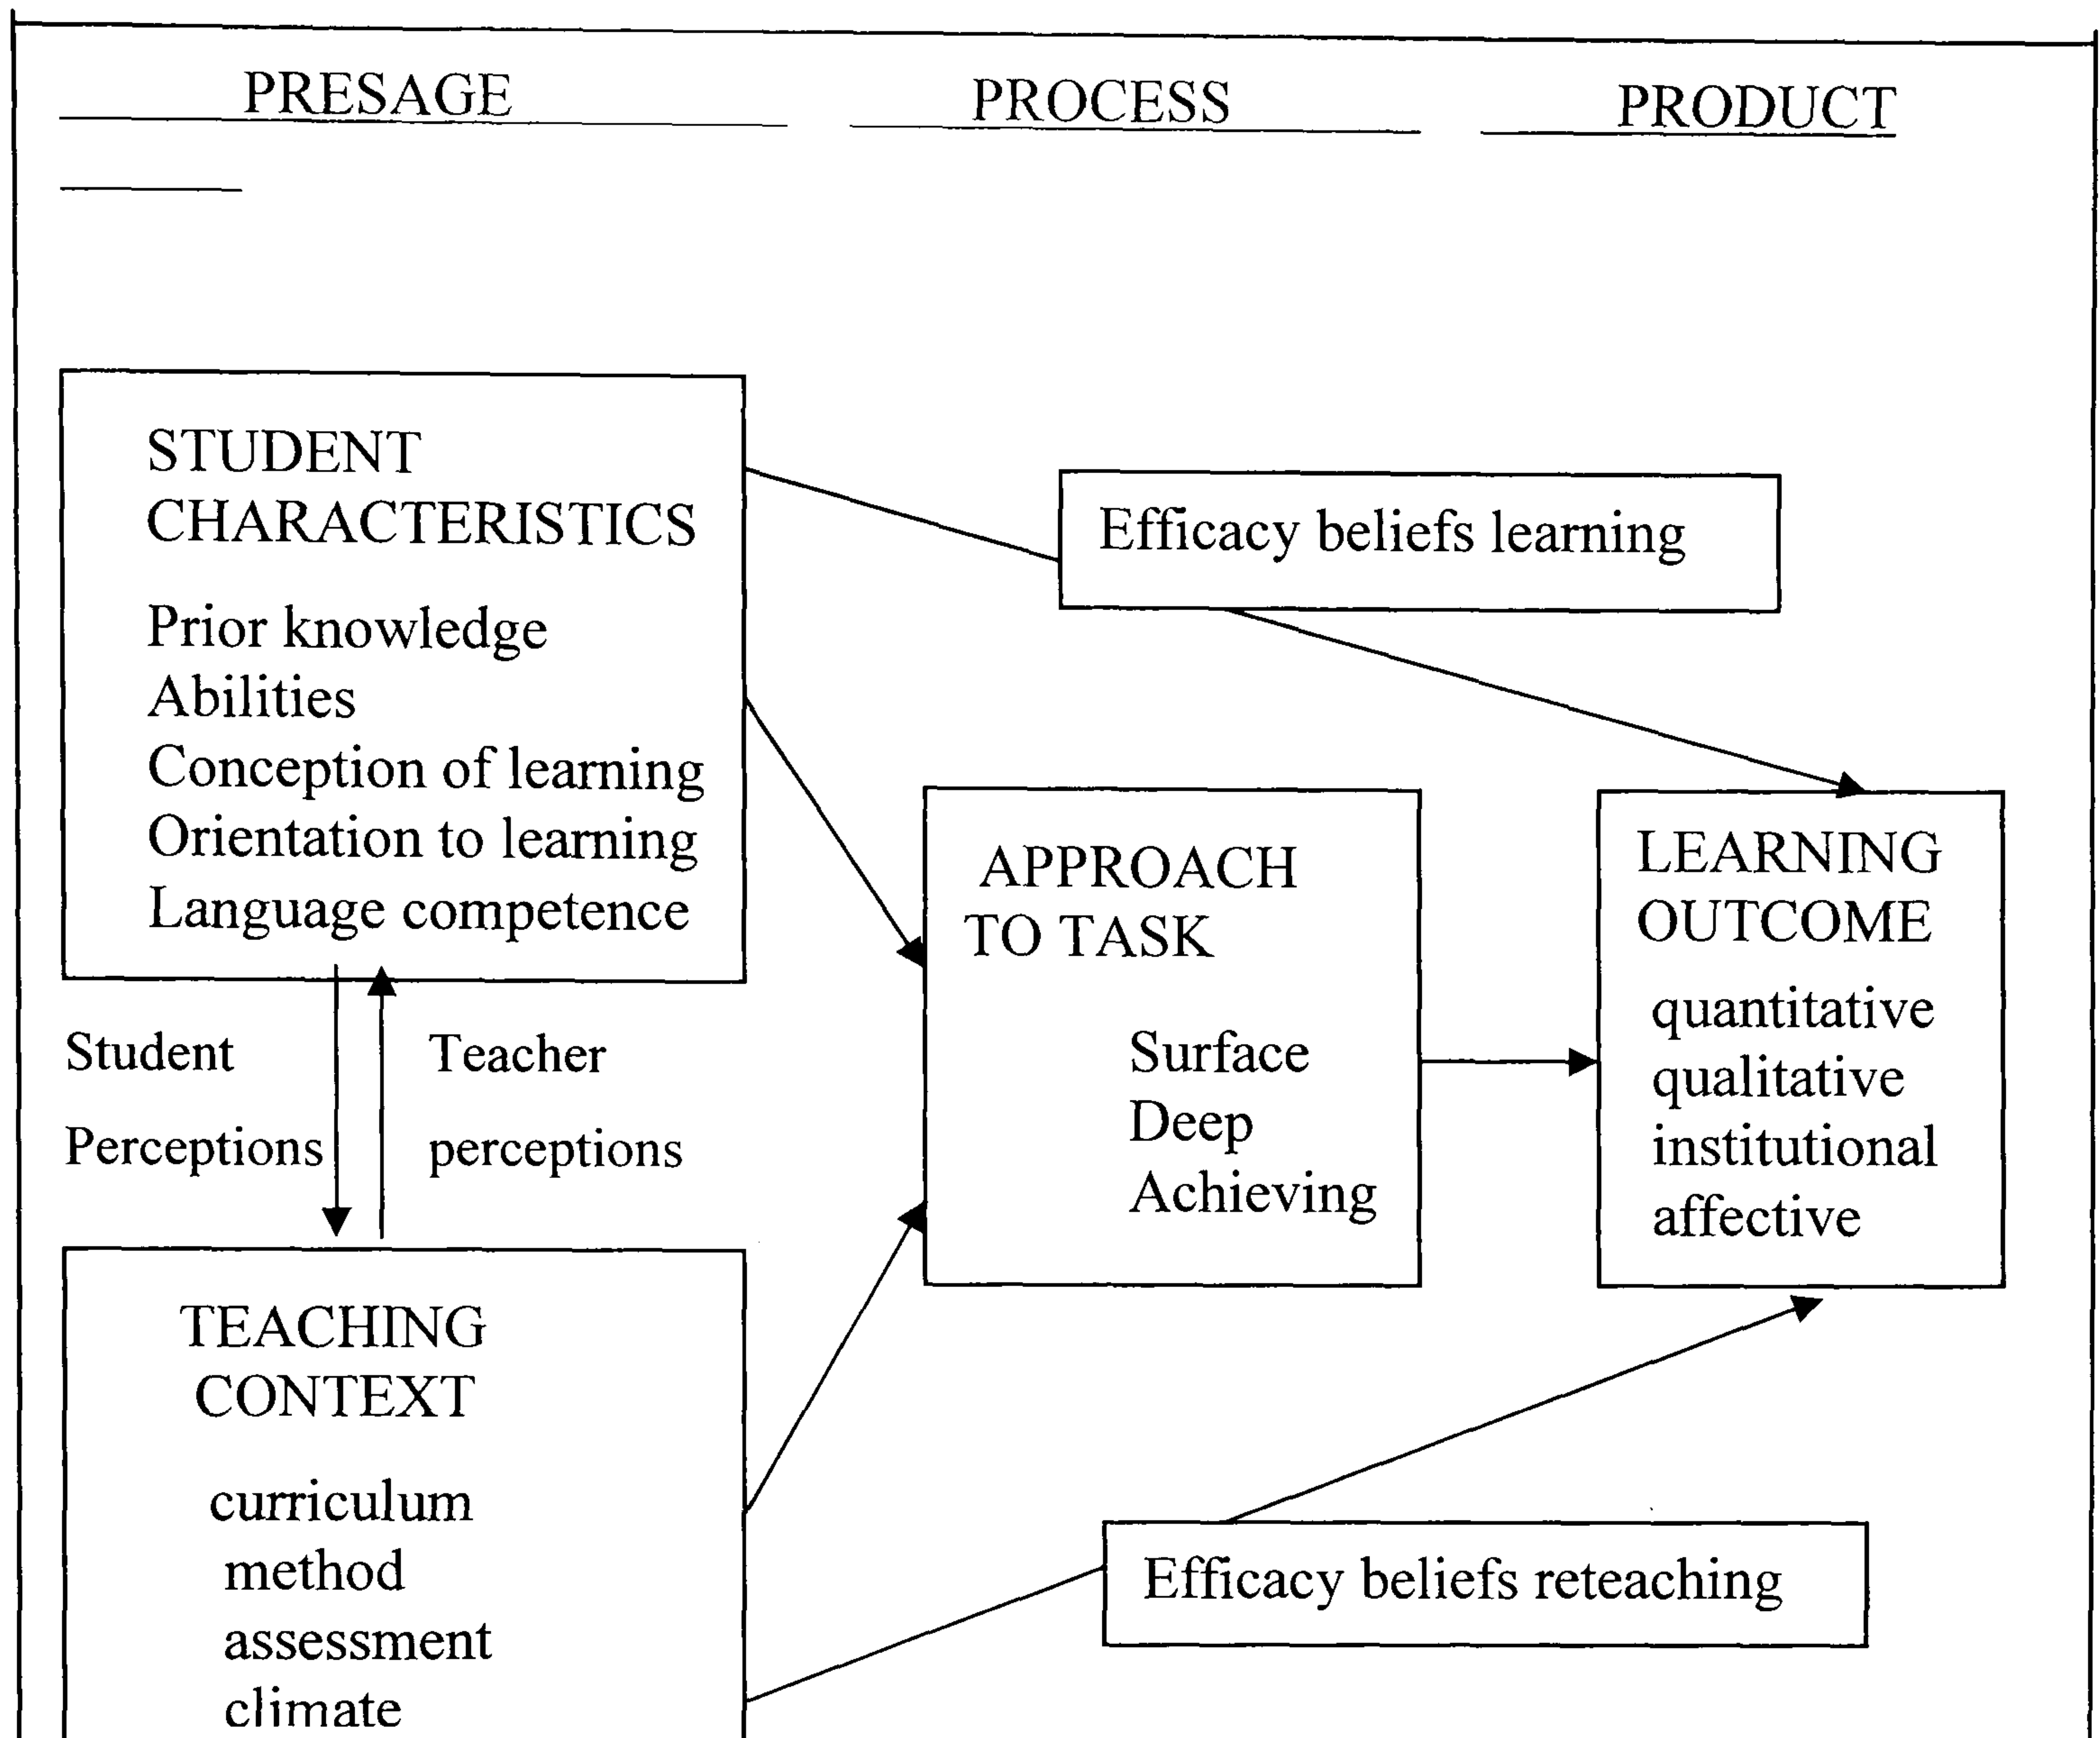 PRESAGE PROCESS PRODUCT
STUDENT
CHARACTERISTICS
Prior knowledge
Abilities
Conception of learning
Orientation to learning
Language competence
Efficacy beliefs learning
Student
Perceptions
Teacher
perceptions
APPROACH
TO TASK
Surface
Deep
Achieving
LEARNING
OUTCOME
quantitative
qualitative
institutional
affective
TEACHING
CONTEXT
curriculum
method
assessment
climate
Efficacy beliefs reteaching